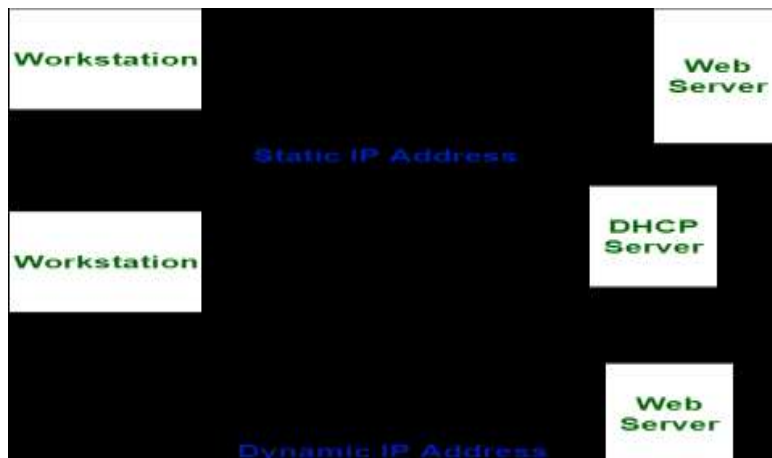 Workstation
Web
Server
Static IP Address
DHCP
Server
Workstation
Web
Server
Dynamic IP Address